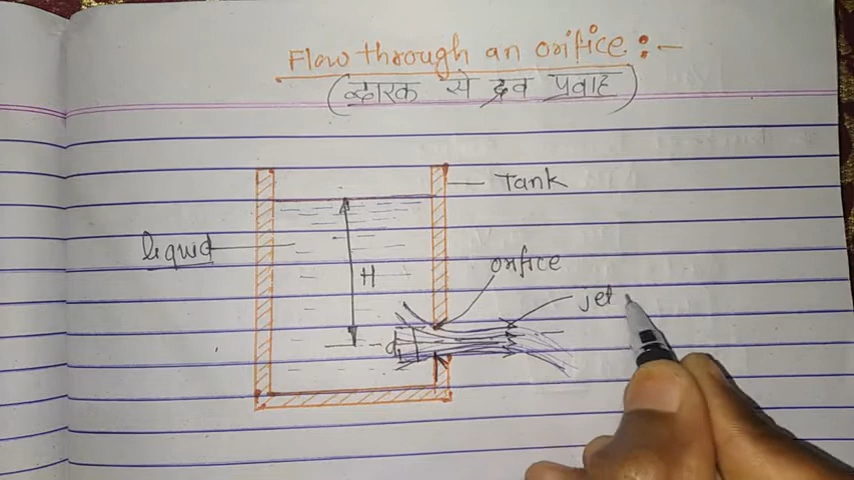 Flow through an orifice :-
(द्वारक से द्रव प्रवाह)
Tank
liquid
orifice
H
jet
d